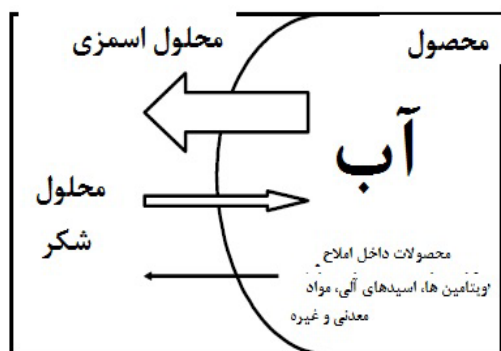 محصول
محلول اسمزی
آب
محلول
شکر
محصولات داخل املاح
ویتامین ها، اسیدهای آلی، مواد
معدنی و غیره